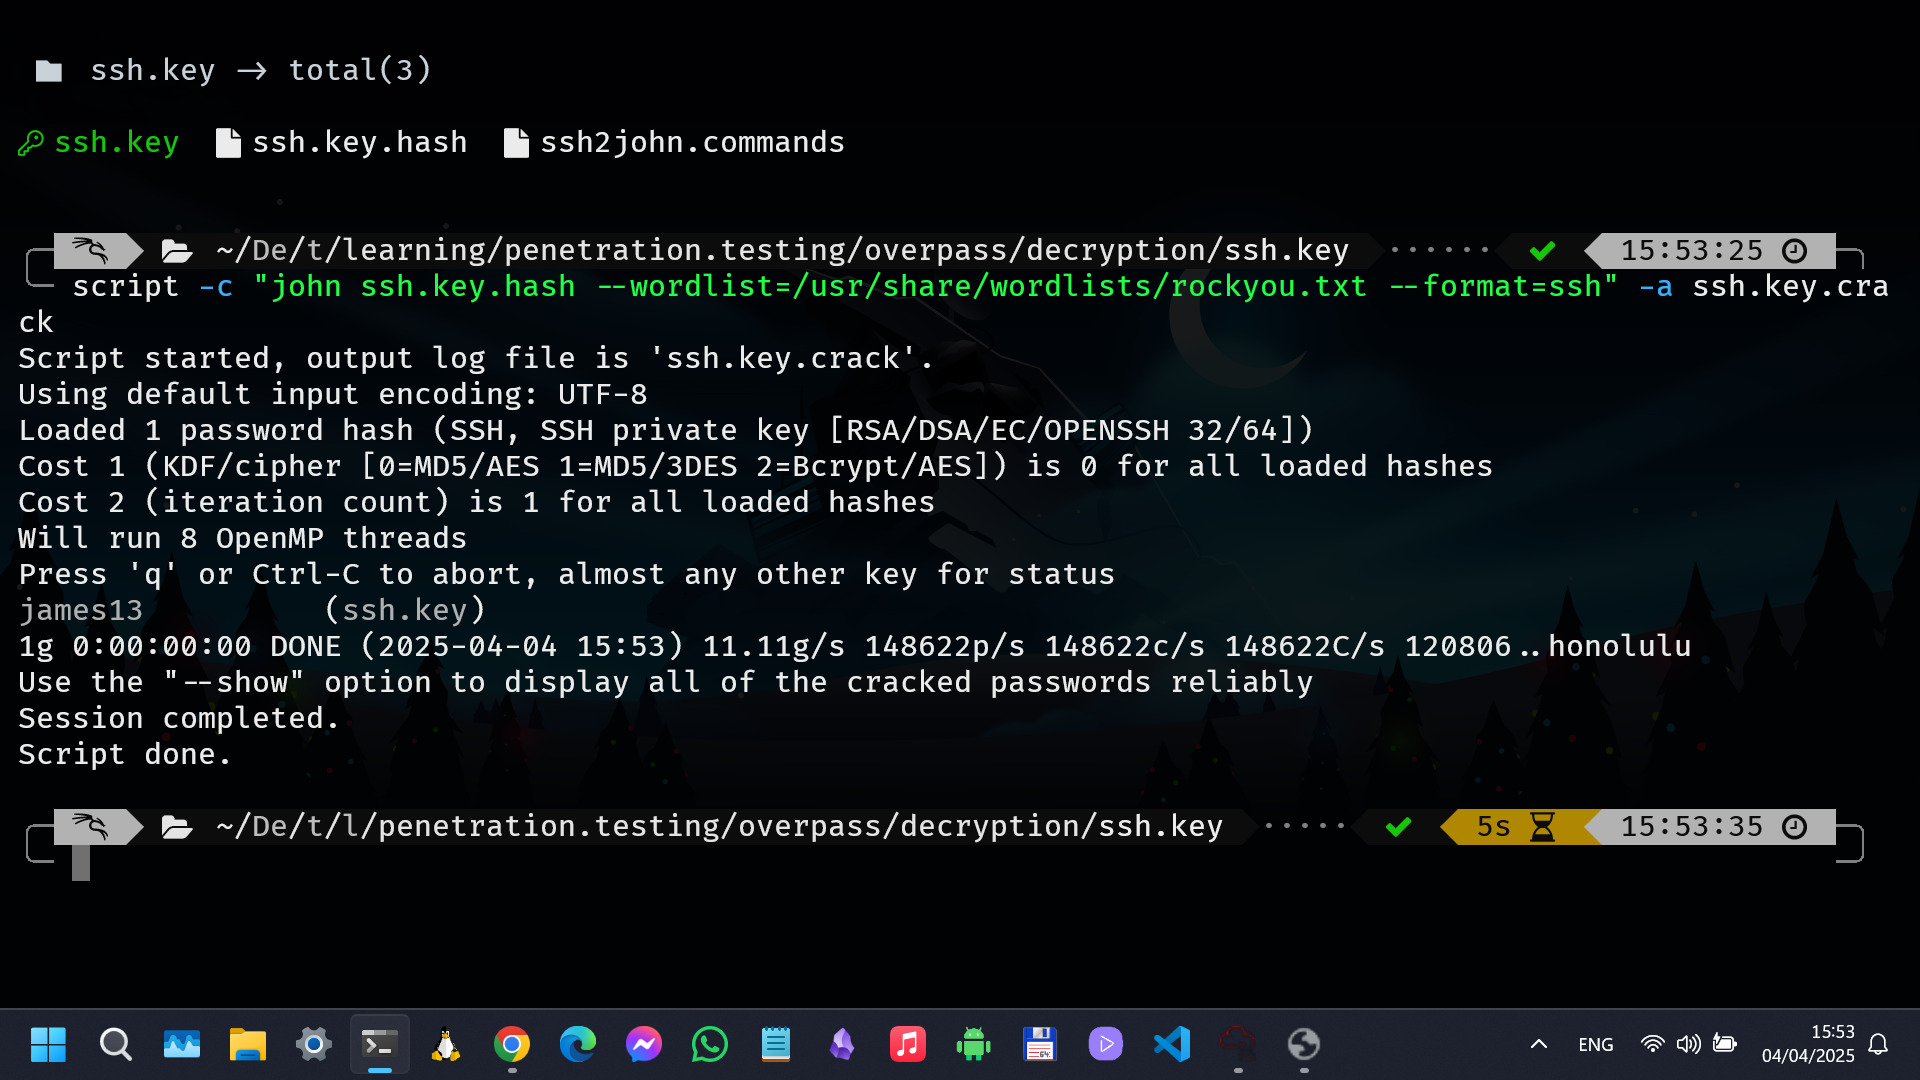 ssh.key → total(3)
ssh.key ssh.key.hash ssh2john.commands
~/De/t/learning/penetration.testing/overpass/decryption/ssh.key ······ ✔ 15:53:25
script -c "john ssh.key.hash --wordlist=/usr/share/wordlists/rockyou.txt --format=ssh" -a ssh.key.cra
ck
Script started, output log file is 'ssh.key.crack'.
Using default input encoding: UTF-8
Loaded 1 password hash (SSH, SSH private key [RSA/DSA/EC/OPENSSH 32/64])
Cost 1 (KDF/cipher [0=MD5/AES 1=MD5/3DES 2=Bcrypt/AES]) is 0 for all loaded hashes
Cost 2 (iteration count) is 1 for all loaded hashes
Will run 8 OpenMP threads
Press 'q' or Ctrl-C to abort, almost any other key for status
james13          (ssh.key)
1g 0:00:00:00 DONE (2025-04-04 15:53) 11.11g/s 148622p/s 148622c/s 148622C/s 120806..honolulu
Use the "--show" option to display all of the cracked passwords reliably
Session completed.
Script done.
~/De/t/l/penetration.testing/overpass/decryption/ssh.key ····· ✔ 5s 15:53:35
64
ENG
15:53
04/04/2025